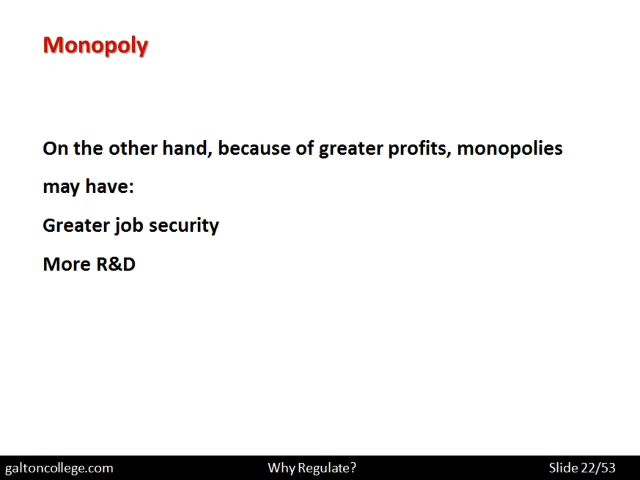 Monopoly
On the other hand, because of greater profits, monopolies
may have:
Greater job security
More R&D
galtoncollege.com Why Regulate? Slide 22/53